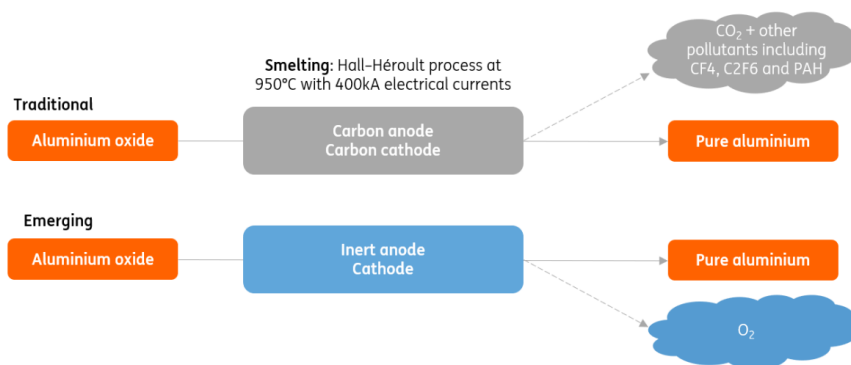 CO₂ + other
pollutants including
CF4, C2F6 and PAH
Smelting: Hall–Héroult process at
950°C with 400kA electrical currents
Traditional
Aluminium oxide
Carbon anode
Carbon cathode
Pure aluminium
Emerging
Aluminium oxide
Inert anode
Cathode
Pure aluminium
O₂